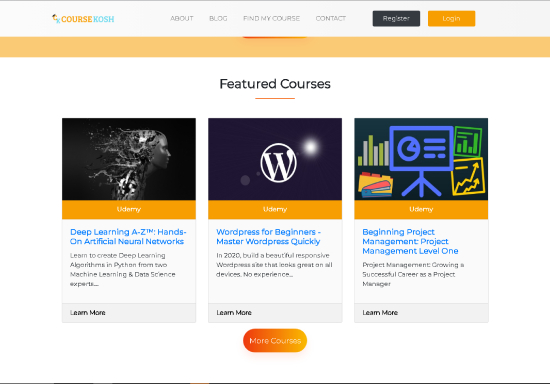 COURSEKOSH
ABOUT BLOG FIND MY COURSE CONTACT Register Login
Featured Courses
Udemy
Deep Learning A-Z™: Hands-
On Artificial Neural Networks
Learn to create Deep Learning
Algorithms in Python from two
Machine Learning & Data Science
experts....
Learn More
Udemy
Wordpress for Beginners -
Master Wordpress Quickly
In 2020, build a beautiful responsive
Wordpress site that looks great on all
devices. No experience...
Learn More
Udemy
Beginning Project
Management: Project
Management Level One
Project Management: Growing a
Successful Career as a Project
Manager
Learn More
More Courses